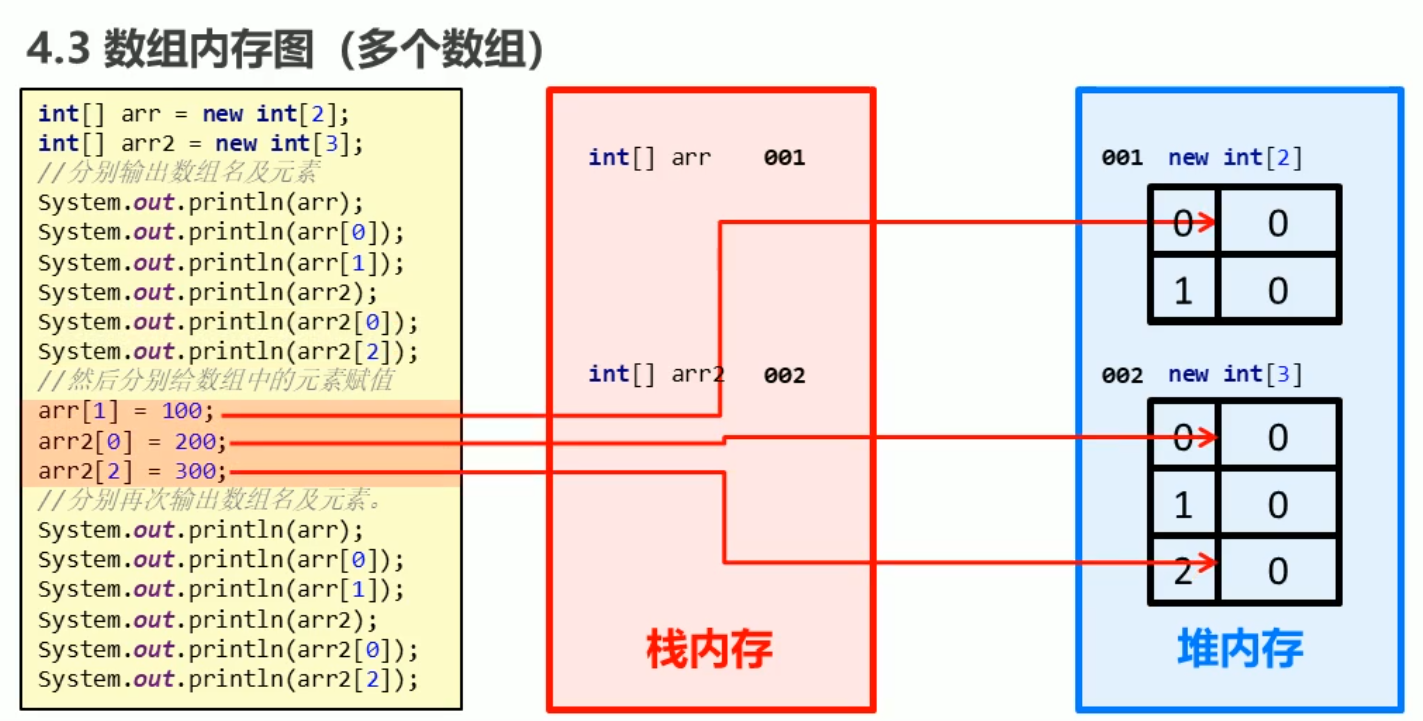 4.3 数组内存图（多个数组）
int[] arr = new int[2];
int[] arr2 = new int[3];
//分别输出数组名及元素
System.out.println(arr);
System.out.println(arr[0]);
System.out.println(arr[1]);
System.out.println(arr2);
System.out.println(arr2[0]);
System.out.println(arr2[2]);
//然后分别给数组中的元素赋值
arr[1] = 100;
arr2[0] = 200;
arr2[2] = 300;
//分别再次输出数组名及元素。
System.out.println(arr);
System.out.println(arr[0]);
System.out.println(arr[1]);
System.out.println(arr2);
System.out.println(arr2[0]);
System.out.println(arr2[2]);
int[] arr 001
int[] arr2 002
栈内存
001 new int[2]
0 0
1 0
002 new int[3]
0 0
1 0
2 0
堆内存